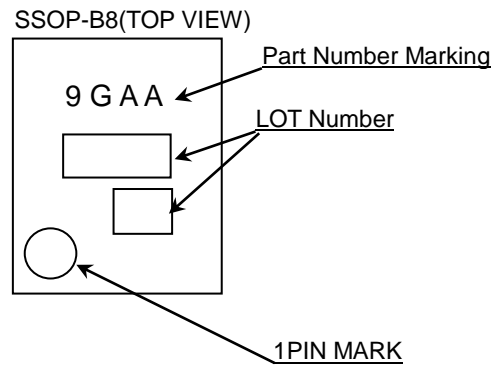 SSOP-B8(TOP VIEW)
Part Number Marking
9 G A A
LOT Number
1PIN MARK